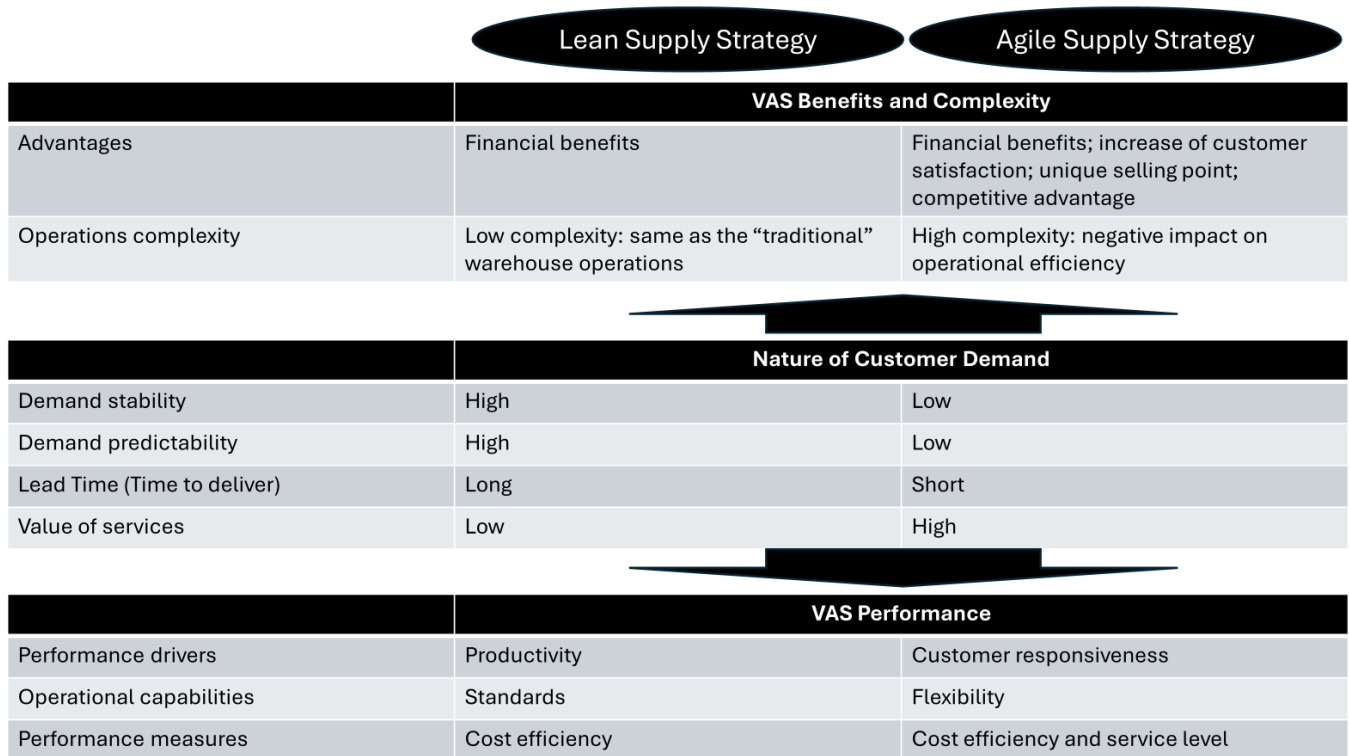 Lean Supply Strategy
Agile Supply Strategy
VAS Benefits and Complexity
Advantages
Financial benefits
Financial benefits; increase of customer
satisfaction; unique selling point;
competitive advantage
Operations complexity
Low complexity: same as the “traditional”
warehouse operations
High complexity: negative impact on
operational efficiency
Nature of Customer Demand
Demand stability
High
Low
Demand predictability
High
Low
Lead Time (Time to deliver)
Long
Short
Value of services
Low
High
VAS Performance
Performance drivers
Productivity
Customer responsiveness
Operational capabilities
Standards
Flexibility
Performance measures
Cost efficiency
Cost efficiency and service level